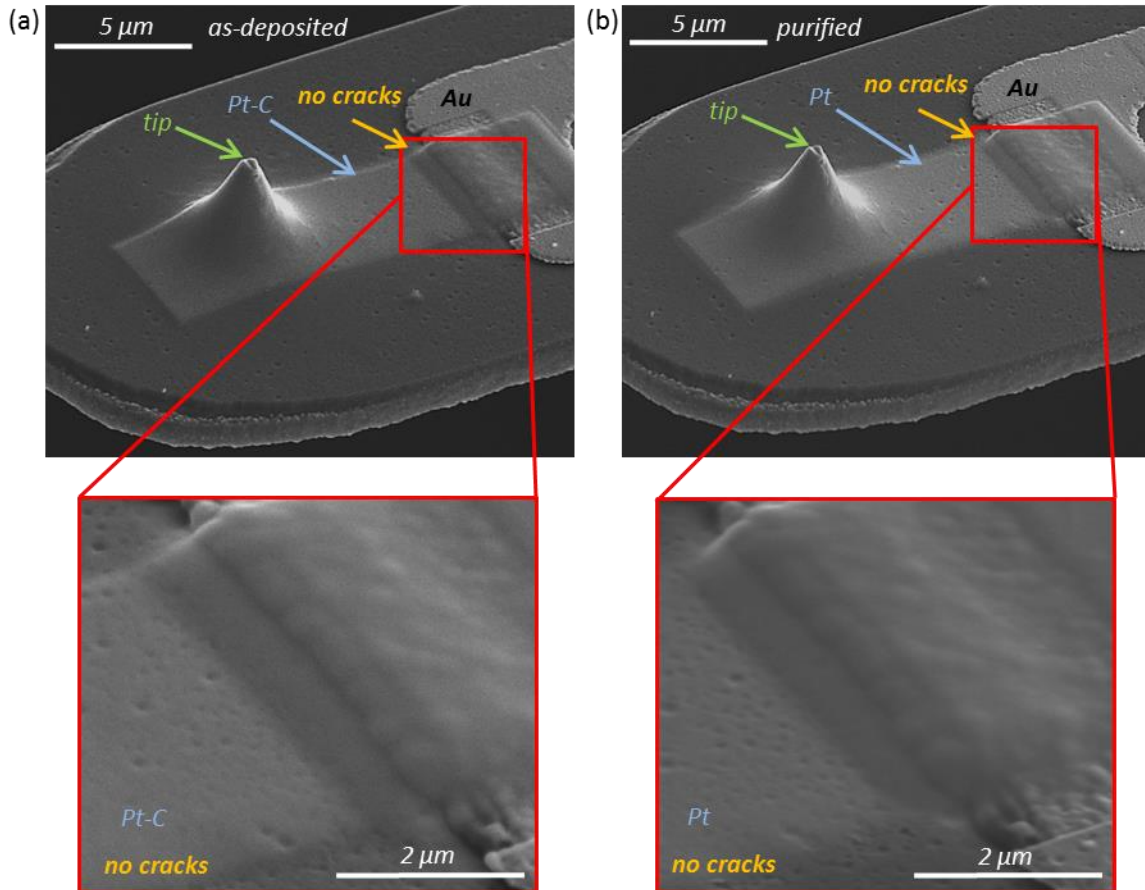 (a)
5 µm
as-deposited
tip
Pt-C
no cracks
Au
(b)
5 µm
purified
tip
Pt
no cracks
Au
Pt-C
no cracks
2 µm
Pt
no cracks
2 µm